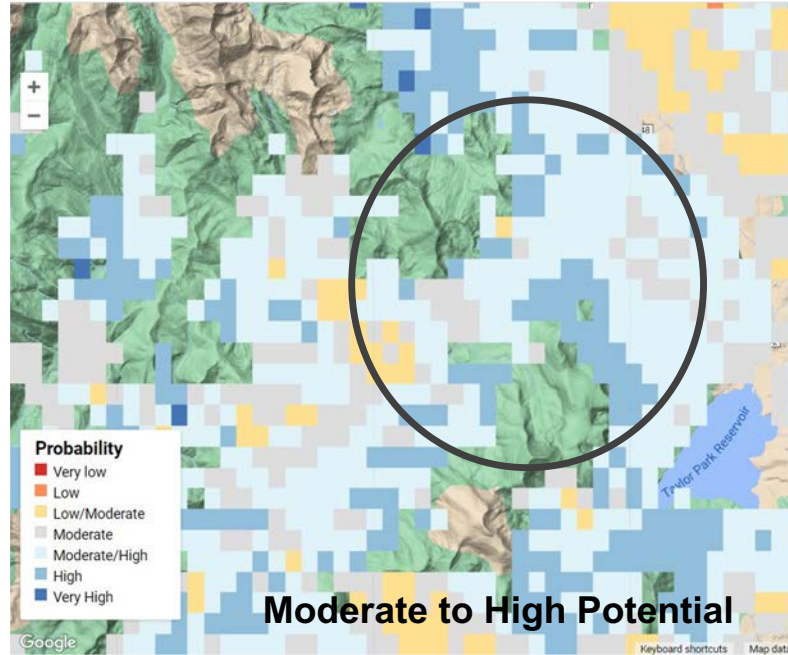 +
−
48
Taylor Park Reservoir
Probability
Very low
Low
Low/Moderate
Moderate
Moderate/High
High
Very High
Moderate to High Potential
Google
Keyboard shortcuts
Map data